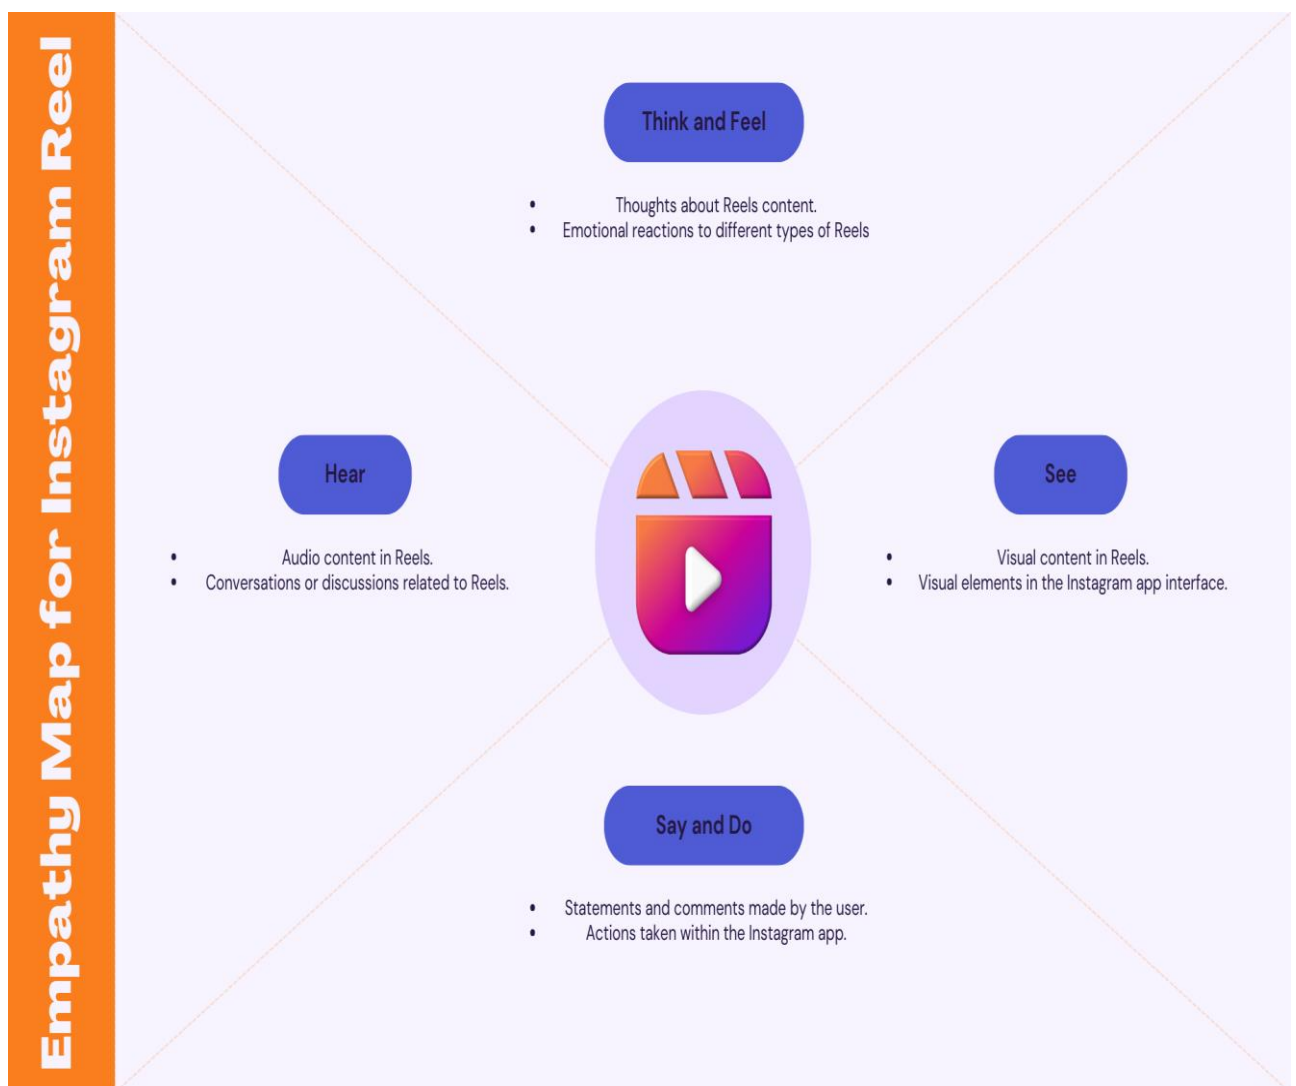 Empathy Map for Instagram Reel
Think and Feel
• Thoughts about Reels content.
• Emotional reactions to different types of Reels
Hear
• Audio content in Reels.
• Conversations or discussions related to Reels.
See
• Visual content in Reels.
• Visual elements in the Instagram app interface.
Say and Do
• Statements and comments made by the user.
• Actions taken within the Instagram app.